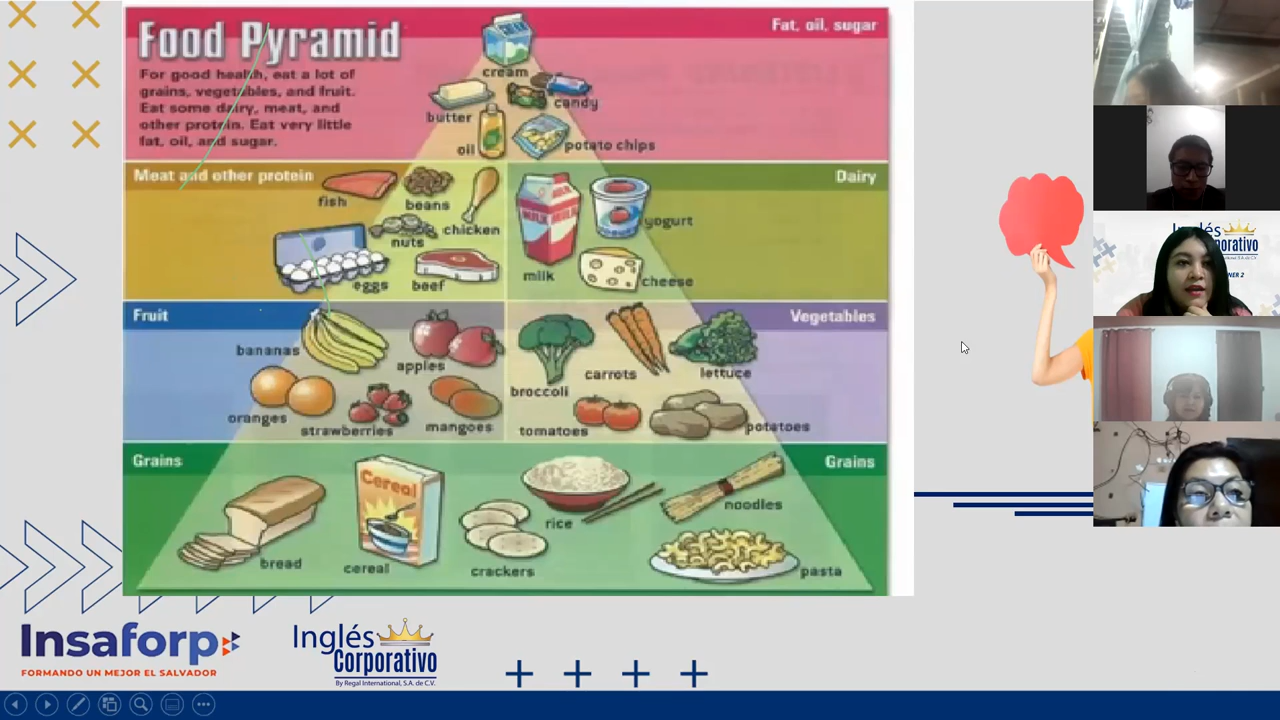 Food Pyramid
For good health, eat a lot of
grains, vegetables, and fruit.
Eat some dairy, meat, and
other protein. Eat very little
fat, oil, and sugar.
Fat, oil, sugar
cream
butter
candy
oil
potato chips
Meat and other protein
fish
beans
chicken
nuts
eggs
beef
Dairy
MILK
yogurt
milk
cheese
Fruit
bananas
apples
oranges
strawberries
mangoes
Vegetables
broccoli
carrots
lettuce
tomatoes
potatoes
Grains
Grains
Cereal
bread
cereal
crackers
rice
noodles
pasta
Insaforp
FORMANDO UN MEJOR EL SALVADOR
Inglés
Corporativo
By Regal International, S.A. de C.V.